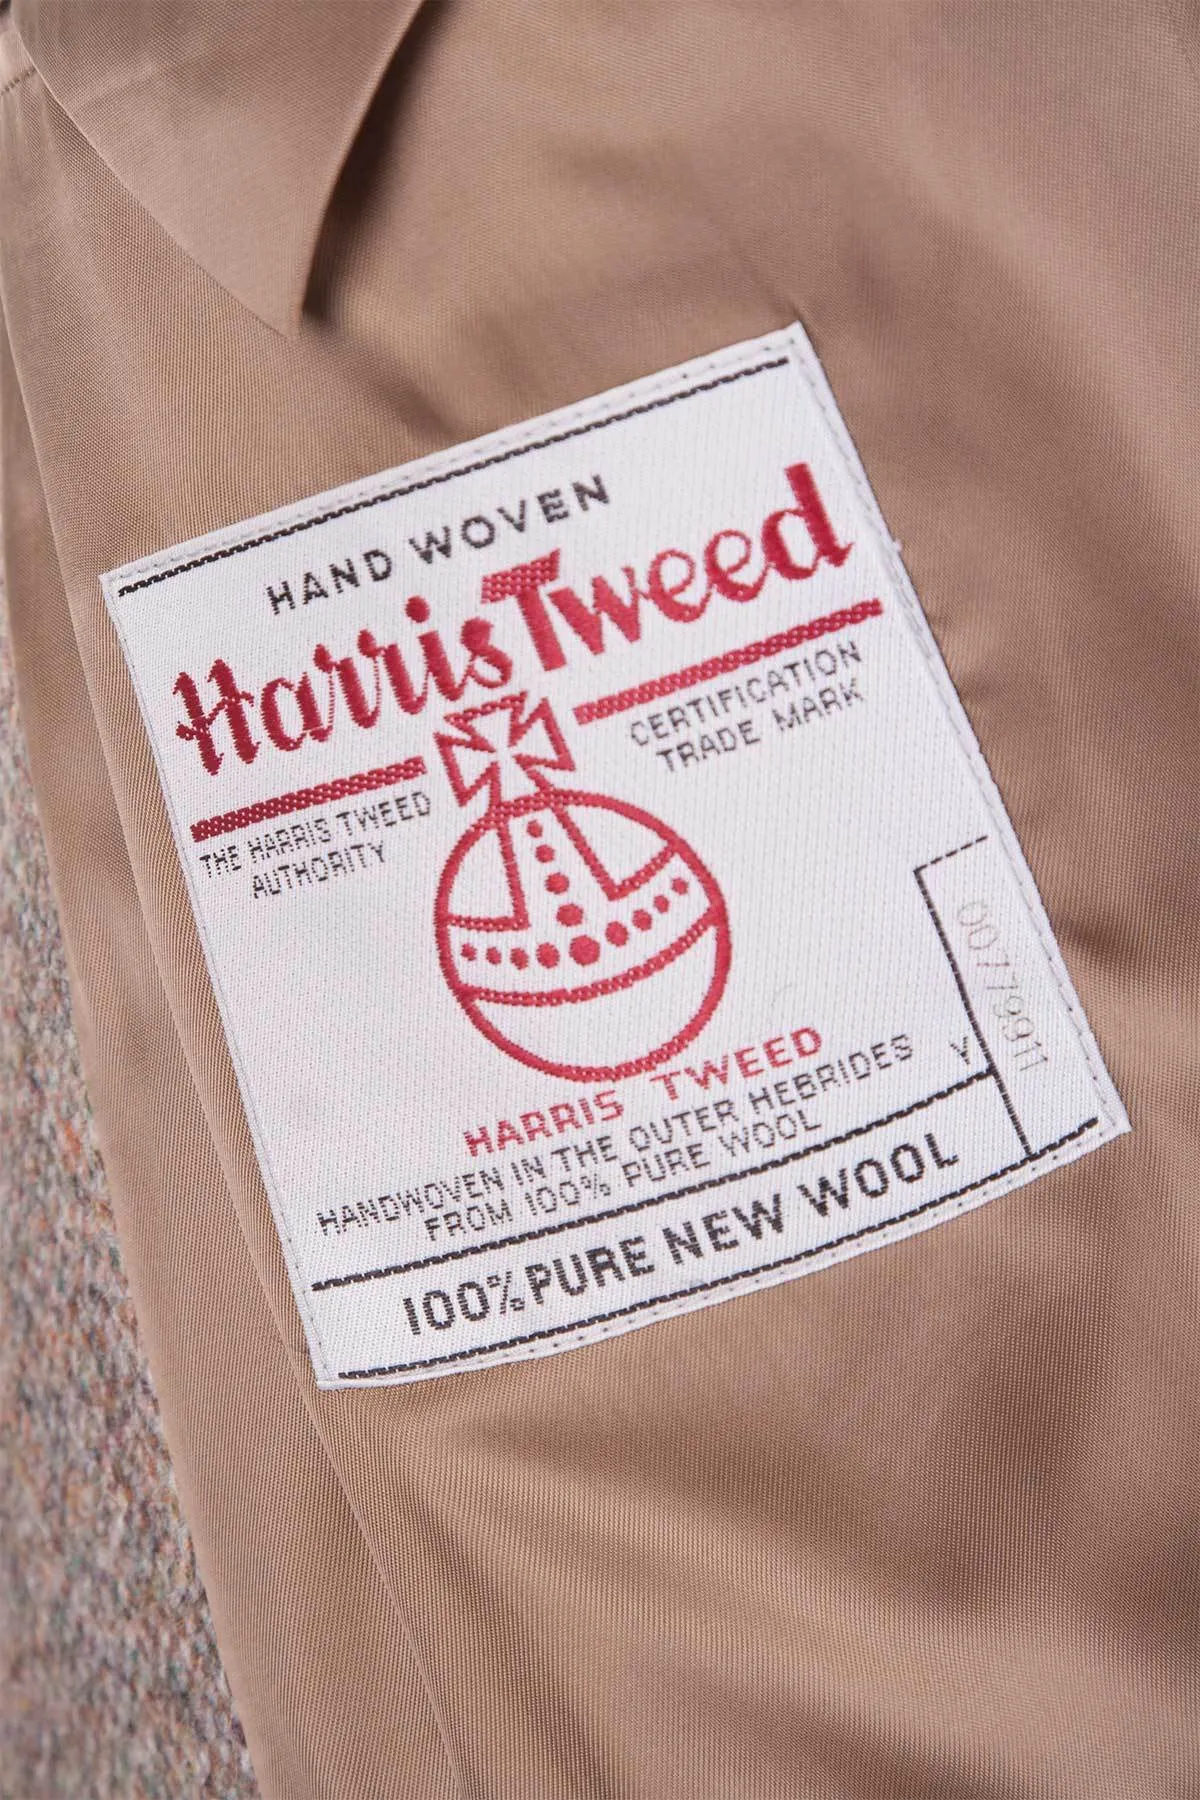 HAND WOVEN
Harris Tweed
CERTIFICATION
TRADE MARK
THE HARRIS TWEED
AUTHORITY
00779911
HARRIS TWEED
HANDWOVEN IN THE OUTER HEBRIDES Y
FROM 100% PURE WOOL
100% PURE NEW WOOL